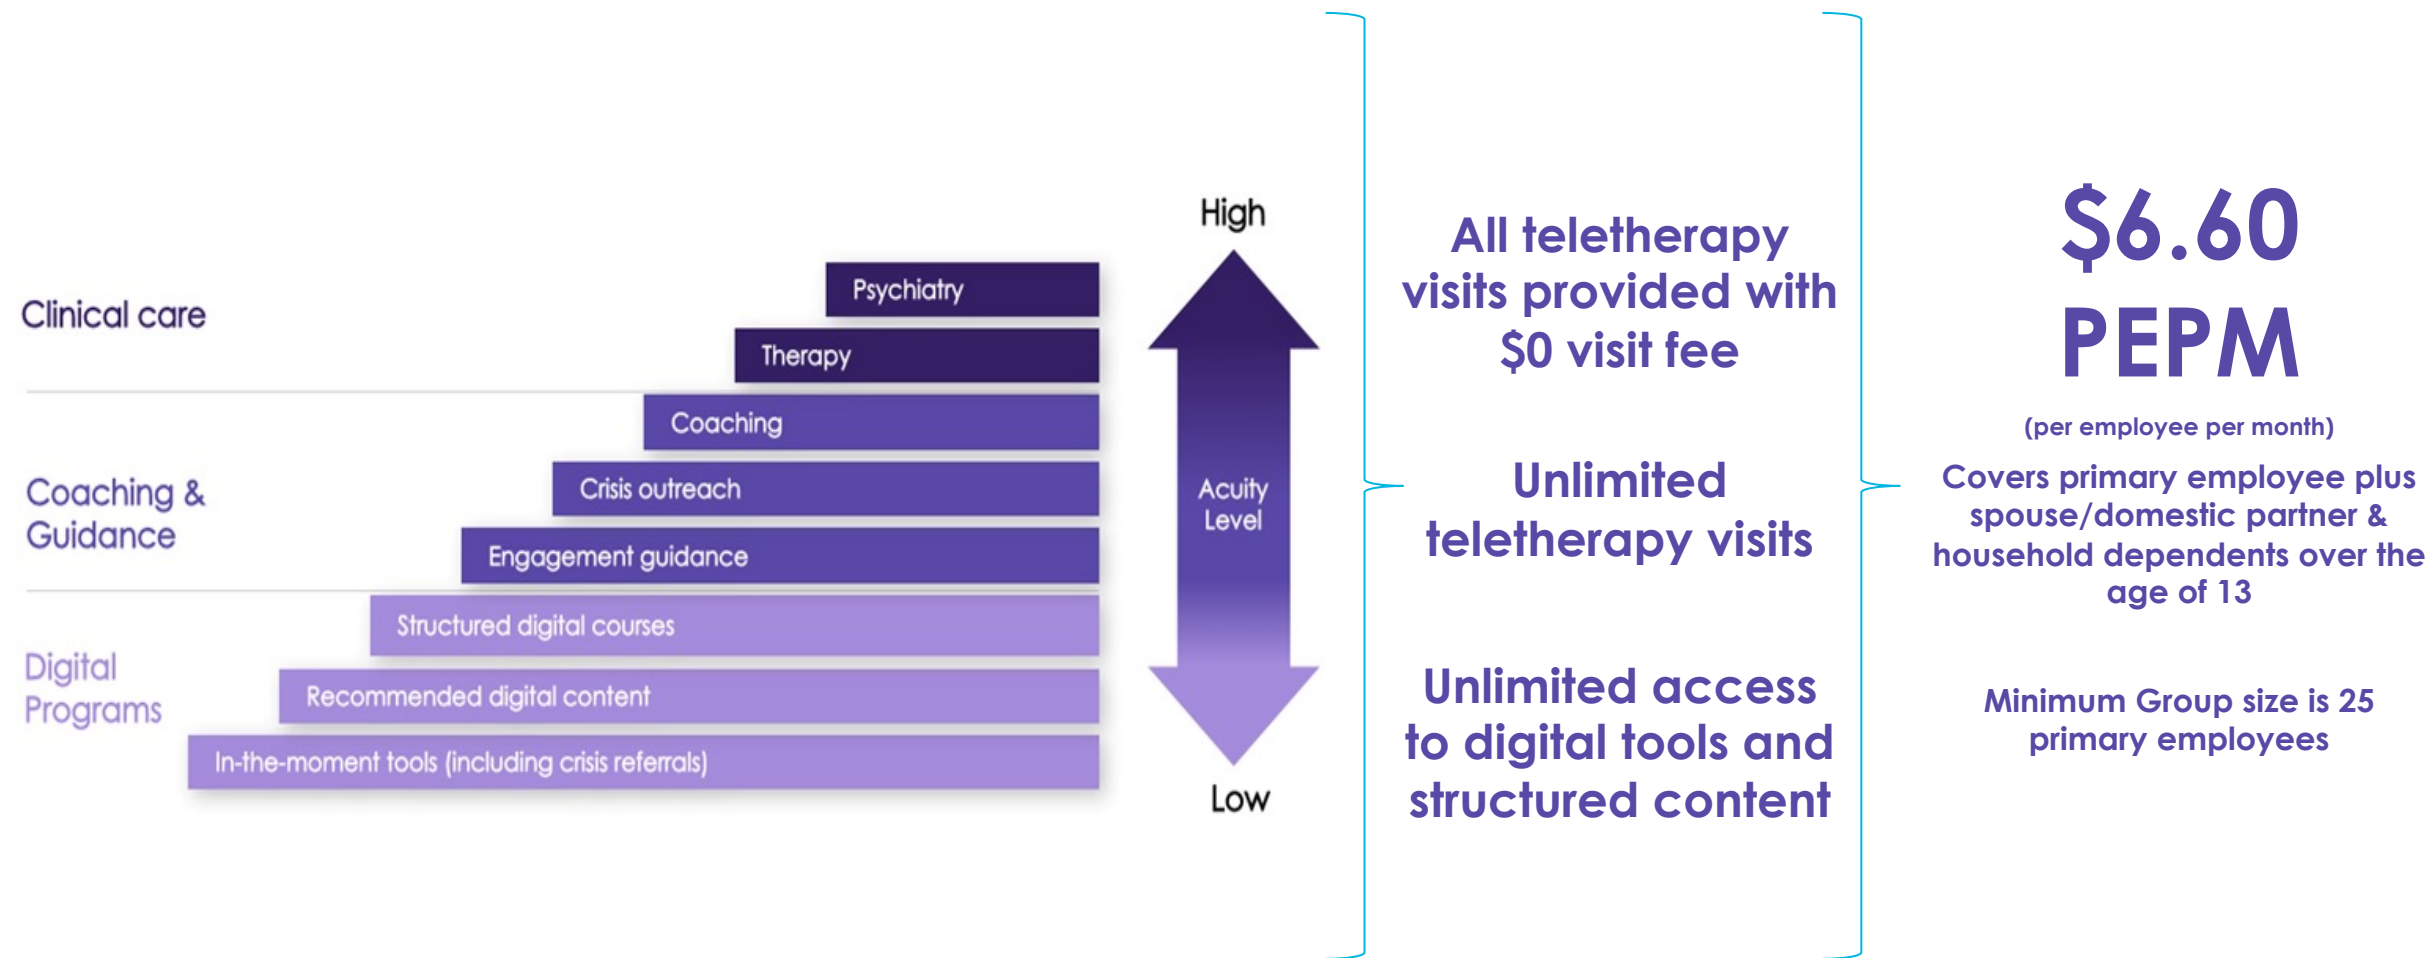 Clinical care
Coaching &
Guidance
Digital
Programs
Psychiatry
Therapy
Coaching
Crisis outreach
Engagement guidance
Structured digital courses
Recommended digital content
In-the-moment tools (including crisis referrals)
High
Acuity
Level
Low
All teletherapy
visits provided with
$0 visit fee
Unlimited
teletherapy visits
Unlimited access
to digital tools and
structured content
$6.60
PEPM
(per employee per month)
Covers primary employee plus
spouse/domestic partner &
household dependents over the
age of 13
Minimum Group size is 25
primary employees